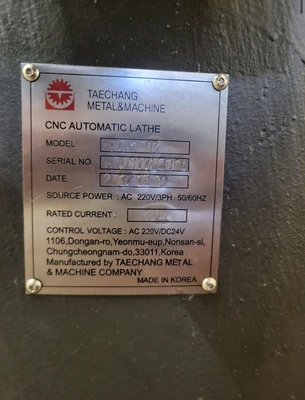 TAECHANG
METAL&MACHINE
CNC AUTOMATIC LATHE
MODEL :
SERIAL NO. :
DATE :
SOURCE POWER : AC 220V/3PH 50/60HZ
RATED CURRENT :
CONTROL VOLTAGE : AC 220V/DC24V
1106,Dongan-ro,Yeonmu-eup,Nonsan-si,
Chungcheongnam-do,33011,Korea
Manufactured by TAECHANG METAL
& MACHINE COMPANY
MADE IN KOREA